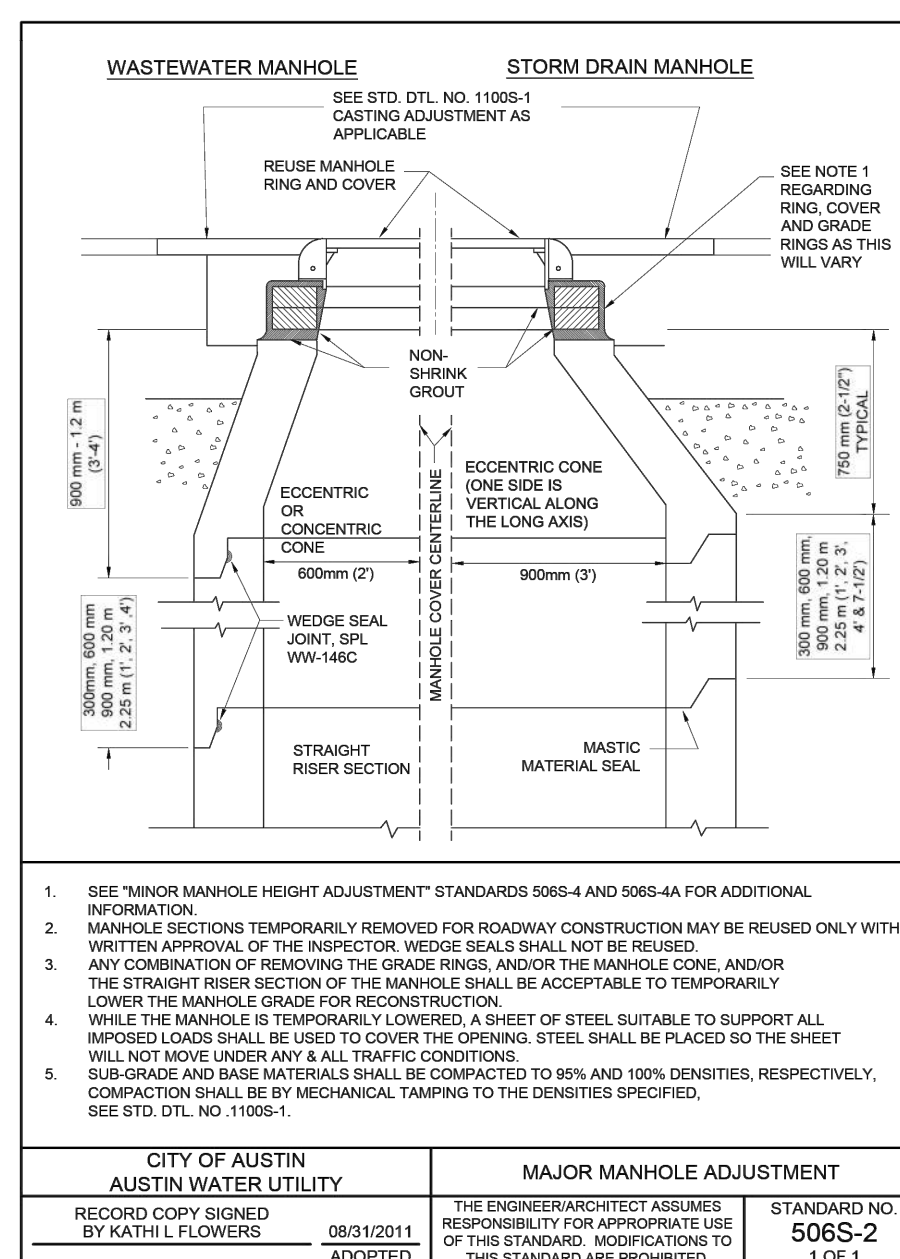 WASTEWATER MANHOLE
STORM DRAIN MANHOLE
SEE STD. DTL. NO. 1100S-1
CASTING ADJUSTMENT AS
APPLICABLE
REUSE MANHOLE
RING AND COVER
SEE NOTE 1
REGARDING
RING, COVER
AND GRADE
RINGS AS THIS
WILL VARY
NON-
SHRINK
GROUT
900 mm - 1.2 m
(3'-4')
750 mm (2-1/2")
TYPICAL
ECCENTRIC
OR
CONCENTRIC
CONE
MANHOLE COVER CENTERLINE
ECCENTRIC CONE
(ONE SIDE IS
VERTICAL ALONG
THE LONG AXIS)
600mm (2')
900mm (3')
300mm, 600 mm
900 mm, 1.20 m
2.25 m (1', 2', 3' .4')
300 mm, 600 mm,
900 mm, 1.20 m
2.25 m (1', 2', 3',
4' & 7-1/2')
WEDGE SEAL
JOINT, SPL
WW-146C
STRAIGHT
RISER SECTION
MASTIC
MATERIAL SEAL
1. SEE "MINOR MANHOLE HEIGHT ADJUSTMENT" STANDARDS 506S-4 AND 506S-4A FOR ADDITIONAL
INFORMATION.
2. MANHOLE SECTIONS TEMPORARILY REMOVED FOR ROADWAY CONSTRUCTION MAY BE REUSED ONLY WITH
WRITTEN APPROVAL OF THE INSPECTOR. WEDGE SEALS SHALL NOT BE REUSED.
3. ANY COMBINATION OF REMOVING THE GRADE RINGS, AND/OR THE MANHOLE CONE, AND/OR
THE STRAIGHT RISER SECTION OF THE MANHOLE SHALL BE ACCEPTABLE TO TEMPORARILY
LOWER THE MANHOLE GRADE FOR RECONSTRUCTION.
4. WHILE THE MANHOLE IS TEMPORARILY LOWERED, A SHEET OF STEEL SUITABLE TO SUPPORT ALL
IMPOSED LOADS SHALL BE USED TO COVER THE OPENING. STEEL SHALL BE PLACED SO THE SHEET
WILL NOT MOVE UNDER ANY & ALL TRAFFIC CONDITIONS.
5. SUB-GRADE AND BASE MATERIALS SHALL BE COMPACTED TO 95% AND 100% DENSITIES, RESPECTIVELY,
COMPACTION SHALL BE BY MECHANICAL TAMPING TO THE DENSITIES SPECIFIED,
SEE STD. DTL. NO .1100S-1.
CITY OF AUSTIN
AUSTIN WATER UTILITY
MAJOR MANHOLE ADJUSTMENT
RECORD COPY SIGNED
BY KATHI L FLOWERS
08/31/2011
ADOPTED
THE ENGINEER/ARCHITECT ASSUMES
RESPONSIBILITY FOR APPROPRIATE USE
OF THIS STANDARD. MODIFICATIONS TO
THIS STANDARD ARE PROHIBITED
STANDARD NO.
506S-2
1 OF 1